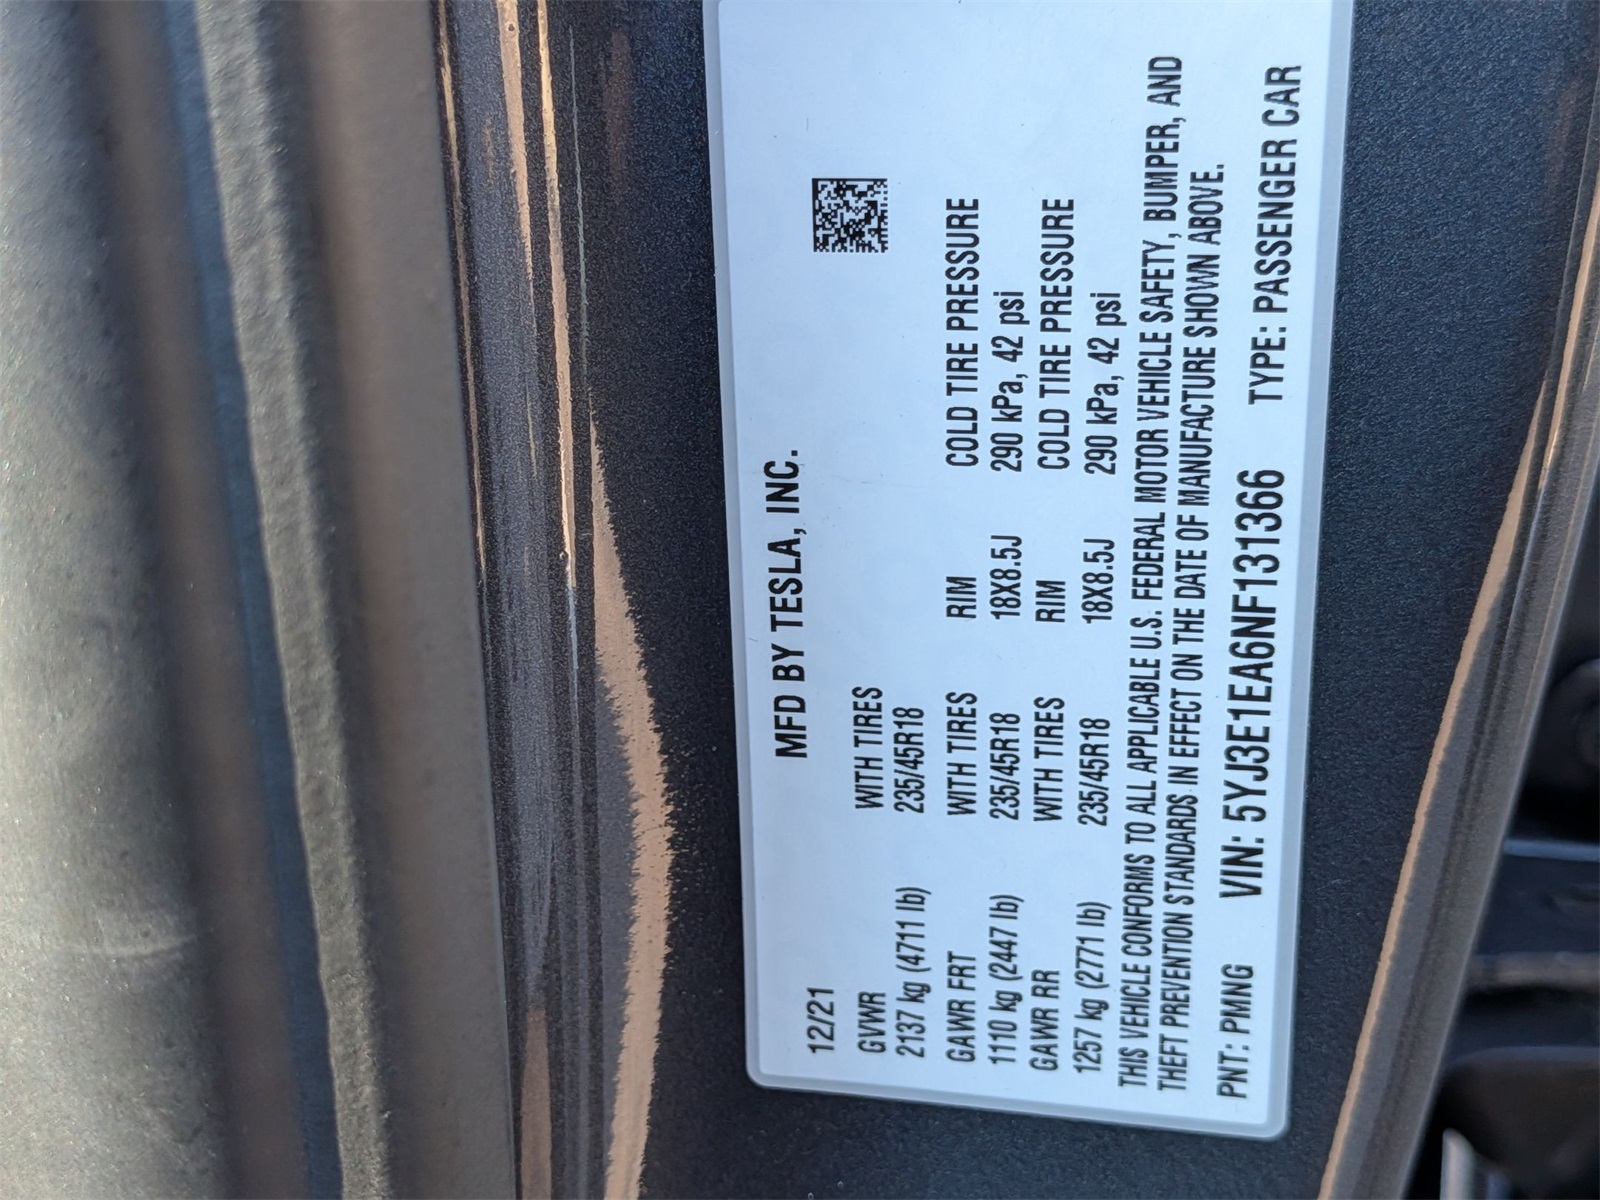 MFD BY TESLA, INC.
12/21
GVWR WITH TIRES
2137 kg (4711 lb) 235/45R18
GAWR FRT WITH TIRES RIM COLD TIRE PRESSURE
1110 kg (2447 lb) 235/45R18 18X8.5J 290 kPa, 42 psi
GAWR RR WITH TIRES RIM COLD TIRE PRESSURE
1257 kg (2771 lb) 235/45R18 18X8.5J 290 kPa, 42 psi
THIS VEHICLE CONFORMS TO ALL APPLICABLE U.S. FEDERAL MOTOR VEHICLE SAFETY, BUMPER, AND
THEFT PREVENTION STANDARDS IN EFFECT ON THE DATE OF MANUFACTURE SHOWN ABOVE.
PNT: PMNG VIN: 5YJ3E1EA6NF131366 TYPE: PASSENGER CAR